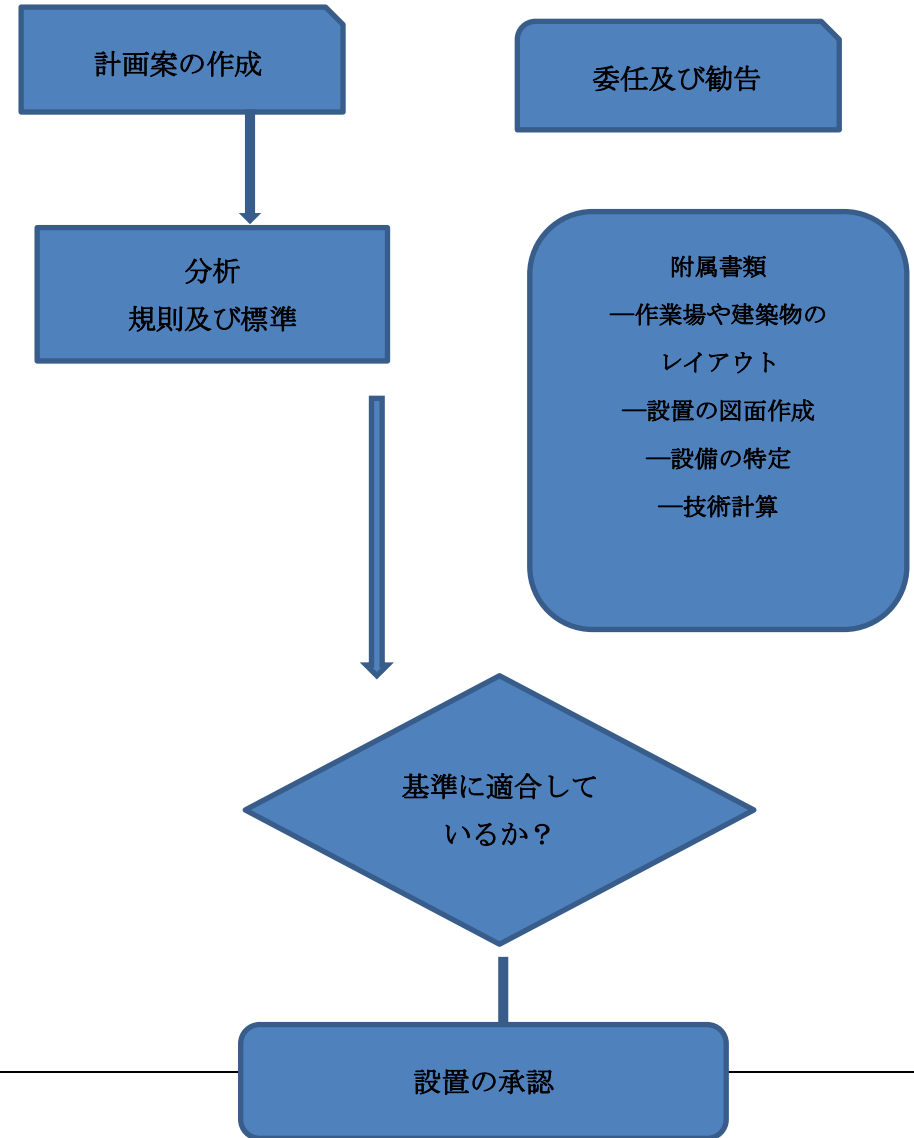 計画案の作成
委任及び勧告
分析
規則及び標準
附属書類
―作業場や建築物の
レイアウト
―設置の図面作成
―設備の特定
―技術計算
基準に適合して
いるか？
設置の承認